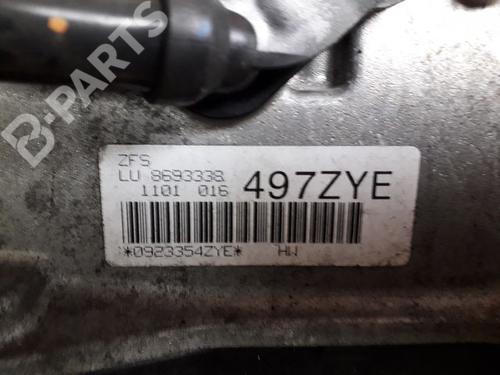 B-PARTS
ZFS
LU 8693338
1101 016 497ZYE
*0923354ZYE* HW